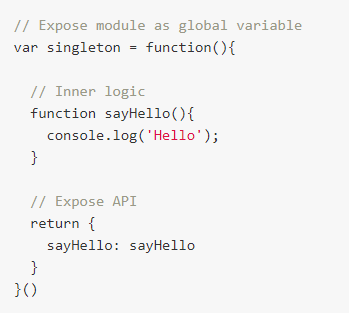 // Expose module as global variable
var singleton = function(){
  // Inner logic
  function sayHello(){
    console.log('Hello');
  }
  // Expose API
  return {
    sayHello: sayHello
  }
}()